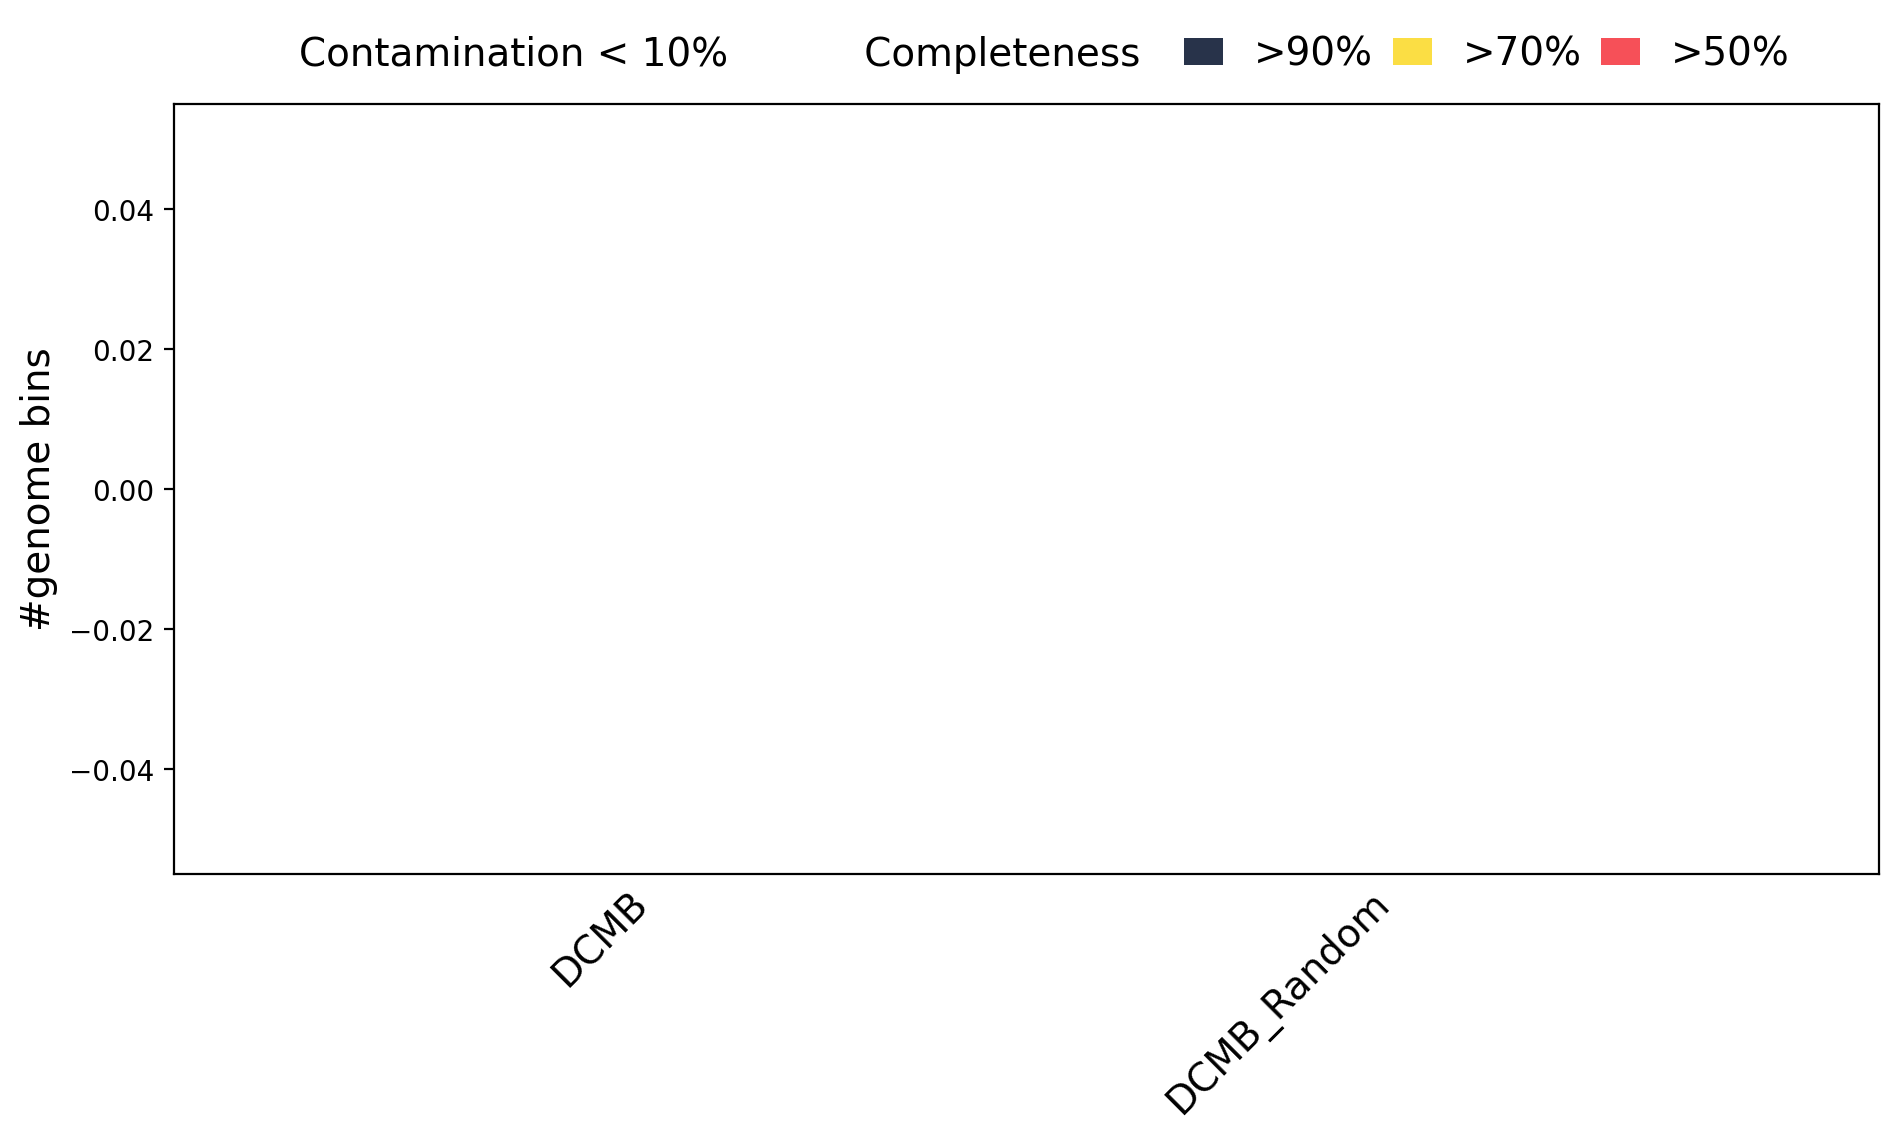 Contamination < 10% Completeness >90% >70% >50%
#genome bins
0.04
0.02
0.00
−0.02
−0.04
DCMB
DCMB_Random